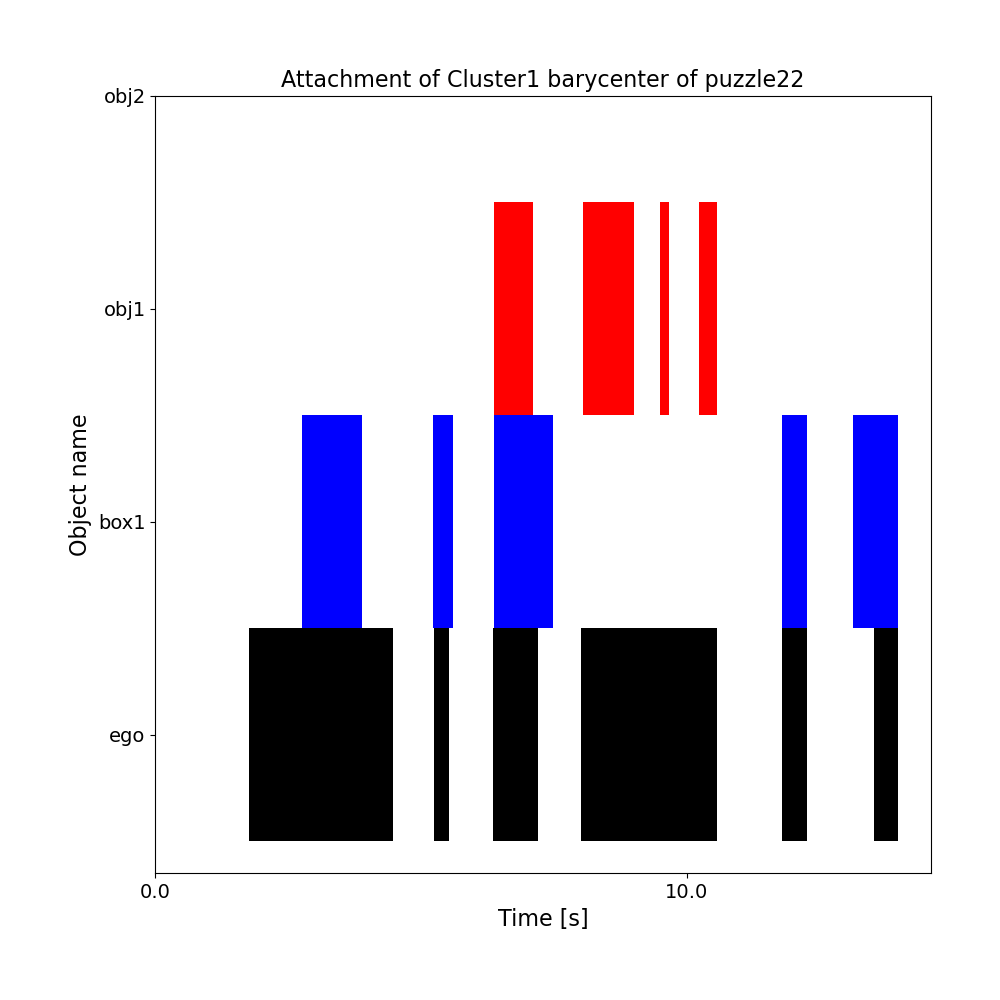 Attachment of Cluster1 barycenter of puzzle22
obj2
obj1
box1
ego
Object name
0.0
10.0
Time [s]